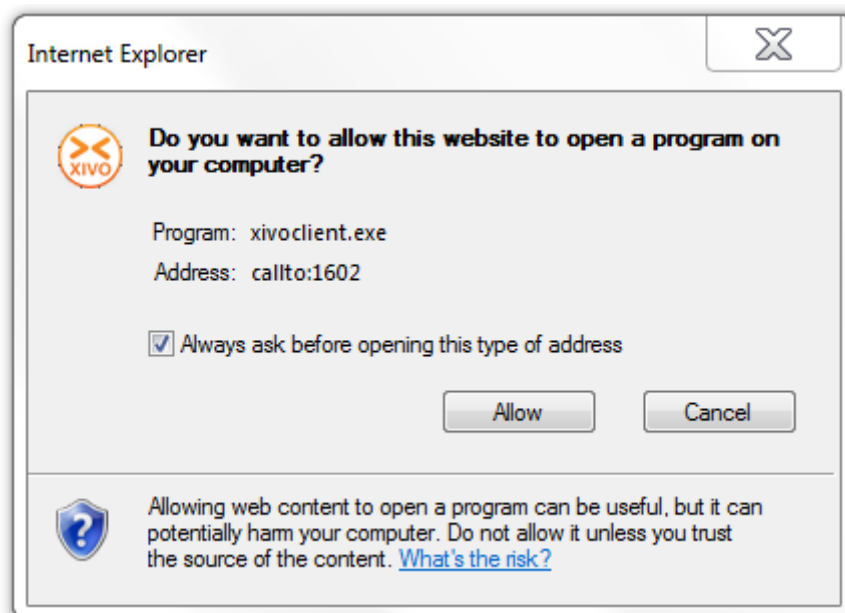 Internet Explorer
Do you want to allow this website to open a program on
your computer?
XIVO
Program: xivoclient.exe
Address: callto:1602
Always ask before opening this type of address
Allow
Cancel
Allowing web content to open a program can be useful, but it can
potentially harm your computer. Do not allow it unless you trust
the source of the content. What's the risk?